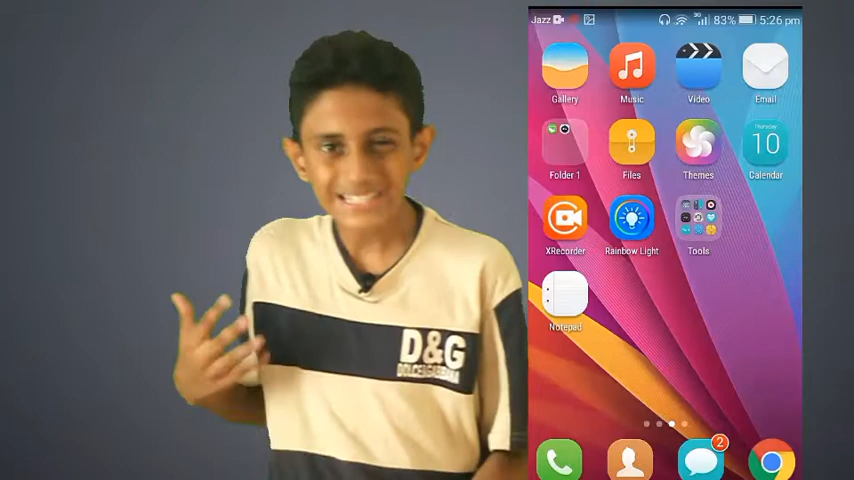 Jazz
3G
83%
5:26 pm
Gallery
Music
Video
Email
Folder 1
Files
Themes
Thursday
10
Calendar
XRecorder
Rainbow Light
Tools
Notepad
2
D&G